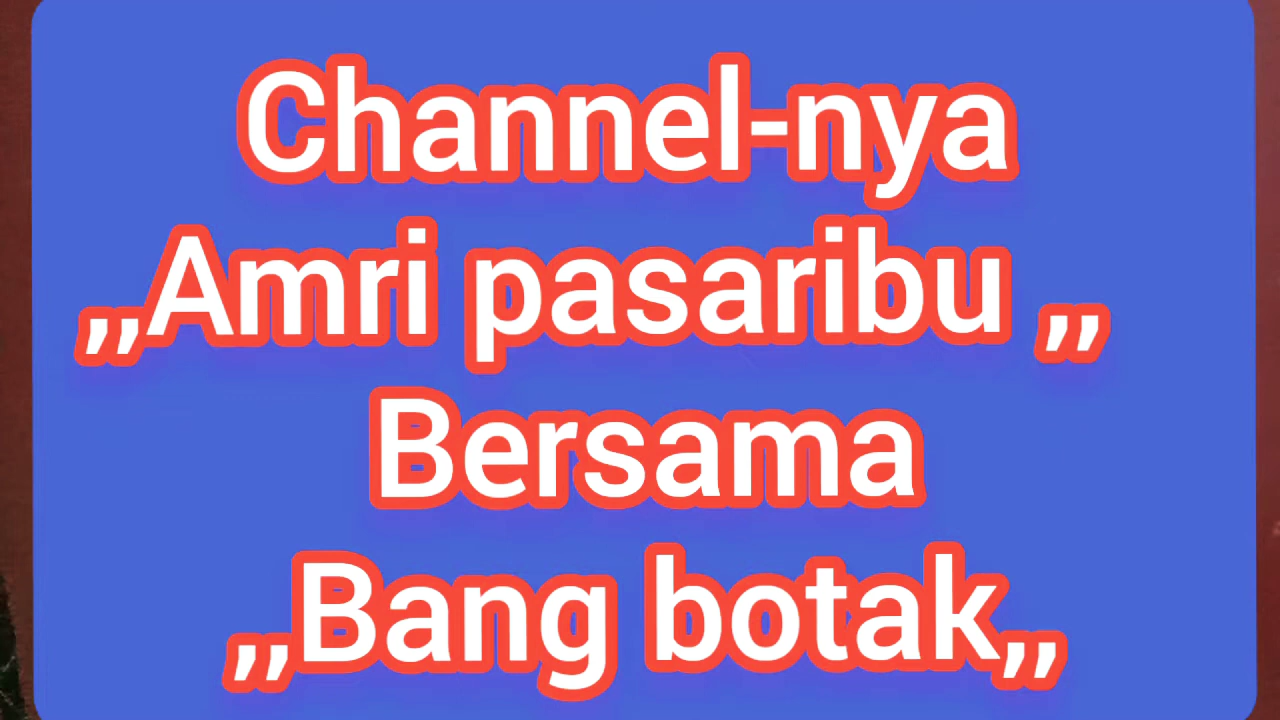 Channel-nya
,,Amri pasaribu ,,
Bersama
,,Bang botak,,